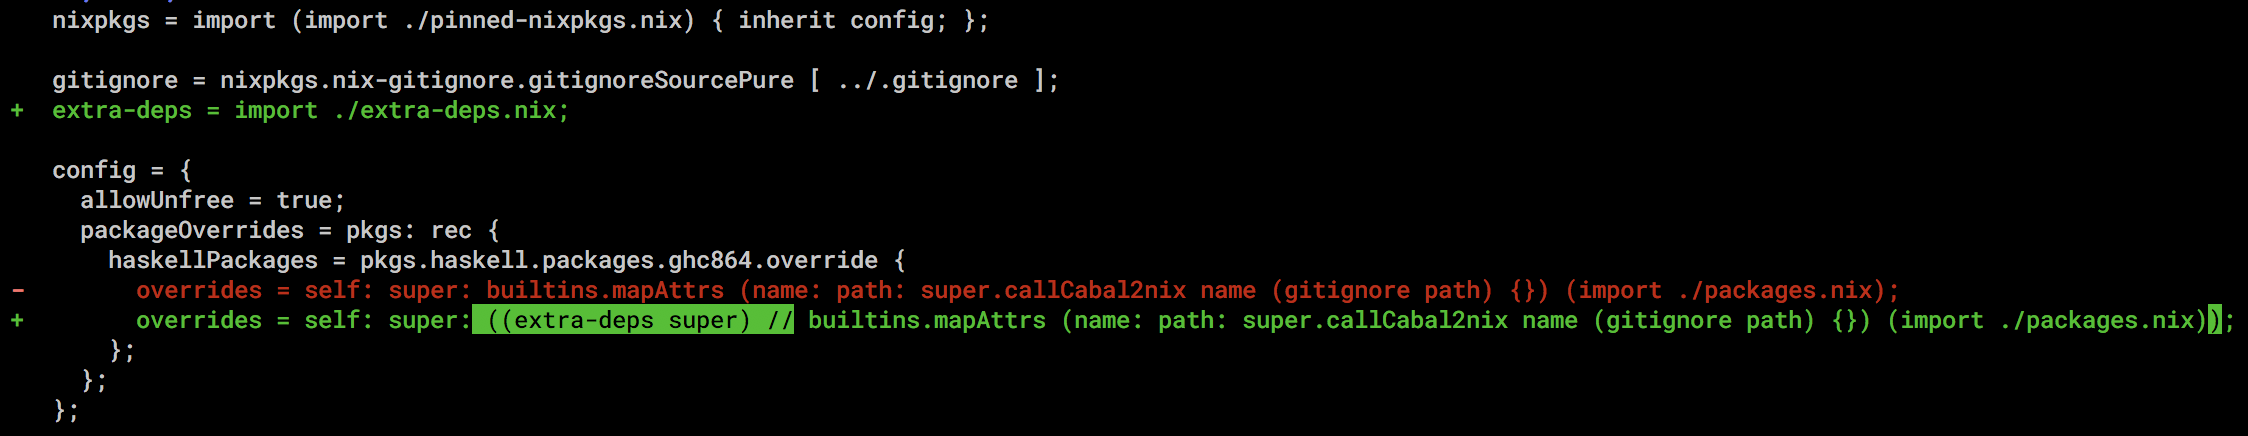 nixpkgs = import (import ./pinned-nixpkgs.nix) { inherit config; };
gitignore = nixpkgs.nix-gitignore.gitignoreSourcePure [ ../.gitignore ];
+ extra-deps = import ./extra-deps.nix;
config = {
allowUnfree = true;
packageOverrides = pkgs: rec {
haskellPackages = pkgs.haskell.packages.ghc864.override {
- overrides = self: super: builtins.mapAttrs (name: path: super.callCabal2nix name (gitignore path) {}) (import ./packages.nix);
+ overrides = self: super: ((extra-deps super) // builtins.mapAttrs (name: path: super.callCabal2nix name (gitignore path) {}) (import ./packages.nix));
};
};
};